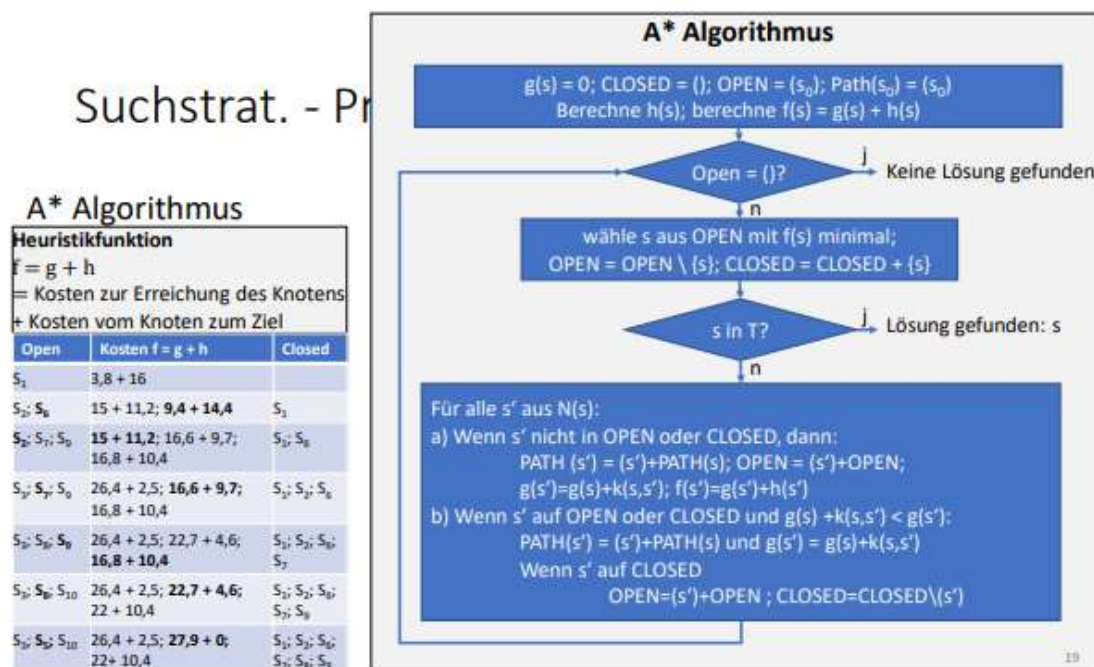 Suchstrat. - Pr
A* Algorithmus
Heuristikfunktion
f = g + h
= Kosten zur Erreichung des Knotens
+ Kosten vom Knoten zum Ziel
Open Kosten f = g + h Closed
S₁ 3,8 + 16
S₂; S₆ 15 + 11,2; 9,4 + 14,4 S₁
S₂; S₇; S₉ 15 + 11,2; 16,6 + 9,7; S₁; S₆
16,8 + 10,4
S₃; S₇; S₉ 26,4 + 2,5; 16,6 + 9,7; S₁; S₂; S₆
16,8 + 10,4
S₃; S₈; S₉ 26,4 + 2,5; 22,7 + 4,6; S₁; S₂; S₆;
16,8 + 10,4 S₇
S₃; S₈; S₁₀ 26,4 + 2,5; 22,7 + 4,6; S₁; S₂; S₆;
22 + 10,4 S₇; S₉
S₃; S₅; S₁₀ 26,4 + 2,5; 27,9 + 0; S₁; S₂; S₆;
22+ 10,4
A* Algorithmus
g(s) = 0; CLOSED = (); OPEN = (s₀); Path(s₀) = (s₀)
Berechne h(s); berechne f(s) = g(s) + h(s)
Open = ()?
j
Keine Lösung gefunden
n
wähle s aus OPEN mit f(s) minimal;
OPEN = OPEN \ {s}; CLOSED = CLOSED + {s}
s in T?
j
Lösung gefunden: s
n
Für alle s' aus N(s):
a) Wenn s' nicht in OPEN oder CLOSED, dann:
PATH (s') = (s')+PATH(s); OPEN = (s')+OPEN;
g(s')=g(s)+k(s,s'); f(s')=g(s')+h(s')
b) Wenn s' auf OPEN oder CLOSED und g(s) +k(s,s') < g(s'):
PATH(s') = (s')+PATH(s) und g(s') = g(s)+k(s,s')
Wenn s' auf CLOSED
OPEN=(s')+OPEN ; CLOSED=CLOSED\(s')
19